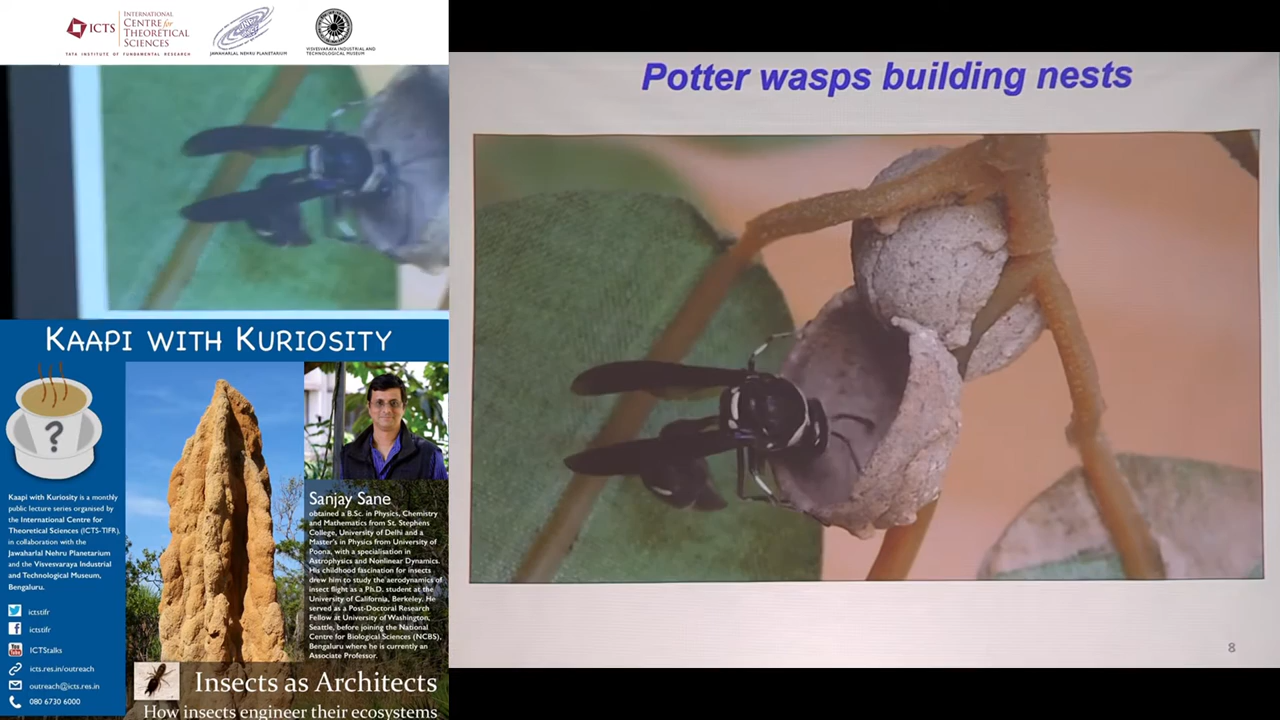 ICTS
INTERNATIONAL
CENTRE for
THEORETICAL
SCIENCES
TATA INSTITUTE OF FUNDAMENTAL RESEARCH
JAWAHARLAL NEHRU PLANETARIUM
VISVESVARAYA INDUSTRIAL AND
TECHNOLOGICAL MUSEUM
KAAPI WITH KURIOSITY
?
Kaapi with Kuriosity is a monthly
public lecture series organised by
the International Centre for
Theoretical Sciences (ICTS-TIFR),
in collaboration with the
Jawaharlal Nehru Planetarium
and the Visvesvaraya Industrial
and Technological Museum,
Bengaluru.
ictstifr
ictstifr
You
Tube
ICTStalks
icts.res.in/outreach
outreach@icts.res.in
080 6730 6000
Sanjay Sane
obtained a B.Sc. in Physics, Chemistry
and Mathematics from St. Stephens
College, University of Delhi and a
Master's in Physics from University of
Poona, with a specialisation in
Astrophysics and Nonlinear Dynamics.
His childhood fascination for insects
drew him to study the aerodynamics of
insect flight as a Ph.D. student at the
University of California, Berkeley. He
served as a Post-Doctoral Research
Fellow at University of Washington,
Seattle, before joining the National
Centre for Biological Sciences (NCBS),
Bengaluru where he is currently an
Associate Professor.
Insects as Architects
How insects engineer their ecosystems
Potter wasps building nests
8